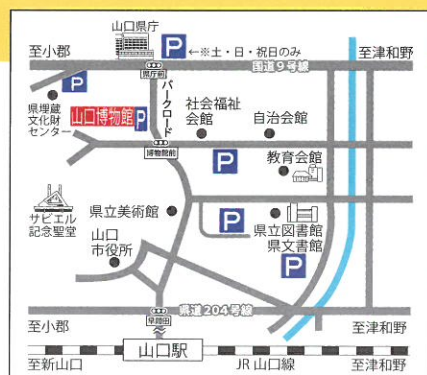 山口県庁
P
←※土・日・祝日のみ
至小郡
至津和野
国道9号線
県庁前
P
県埋蔵
文化財
センター
山口博物館
P
パークロード
社会福祉
会館
自治会館
博物館前
P
教育会館
サビエル
記念聖堂
県立美術館
P
県立図書館
県文書館
山口
市役所
P
県道204号線
至小郡
早間田
至津和野
至新山口
山口駅
JR山口線
至津和野